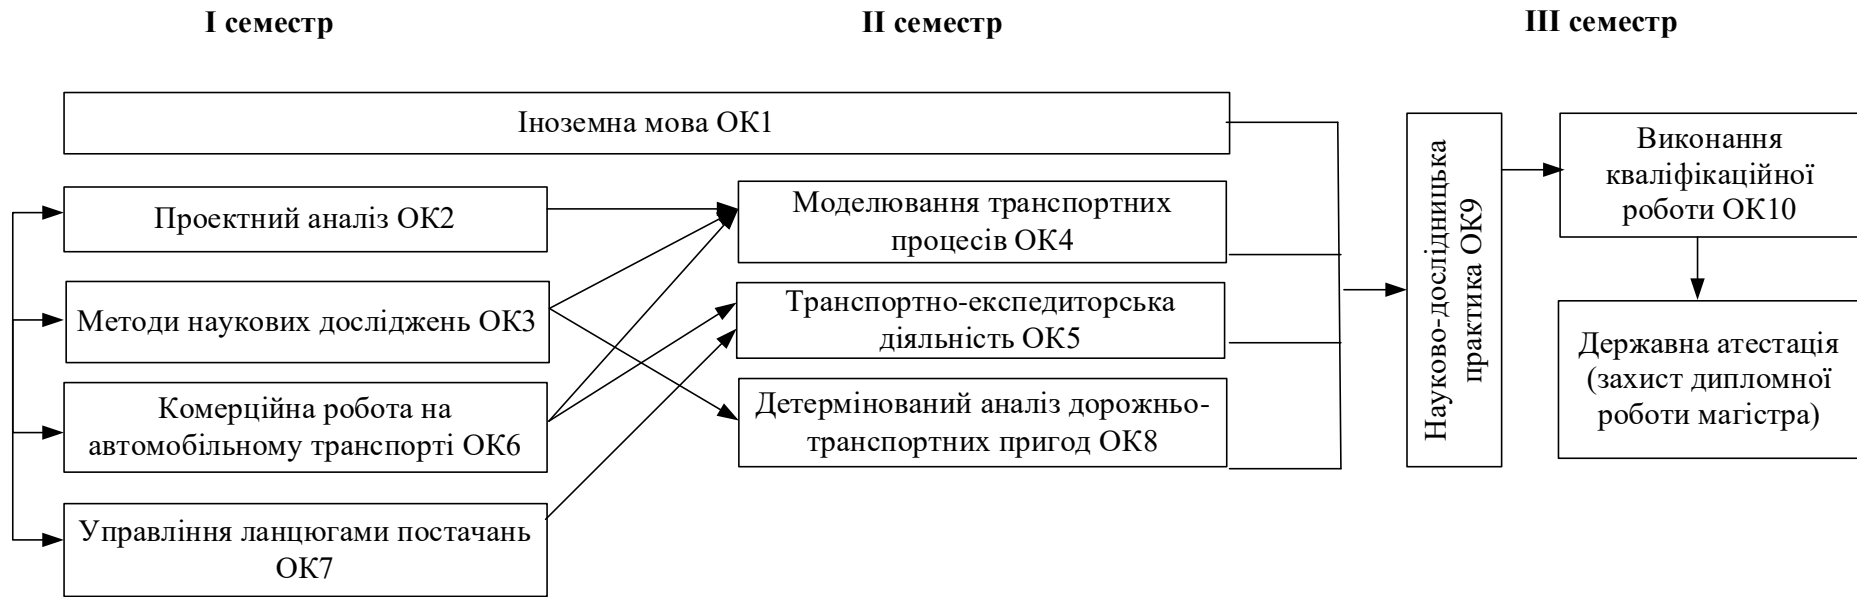 I семестр
II семестр
III семестр
Іноземна мова ОК1
Проектний аналіз ОК2
Методи наукових досліджень ОК3
Комерційна робота на
автомобільному транспорті ОК6
Управління ланцюгами постачань
ОК7
Моделювання транспортних
процесів ОК4
Транспортно-експедиторська
діяльність ОК5
Детермінований аналіз дорожньо-
транспортних пригод ОК8
Науково-дослідницька
практика ОК9
Виконання
кваліфікаційної
роботи ОК10
Державна атестація
(захист дипломної
роботи магістра)